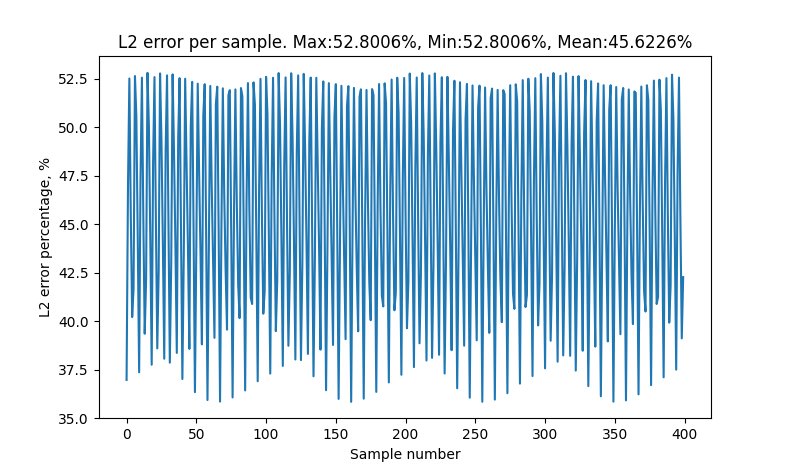 L2 error per sample. Max:52.8006%, Min:52.8006%, Mean:45.6226%
52.5
50.0
47.5
45.0
42.5
40.0
37.5
35.0
L2 error percentage, %
0 50 100 150 200 250 300 350 400
Sample number